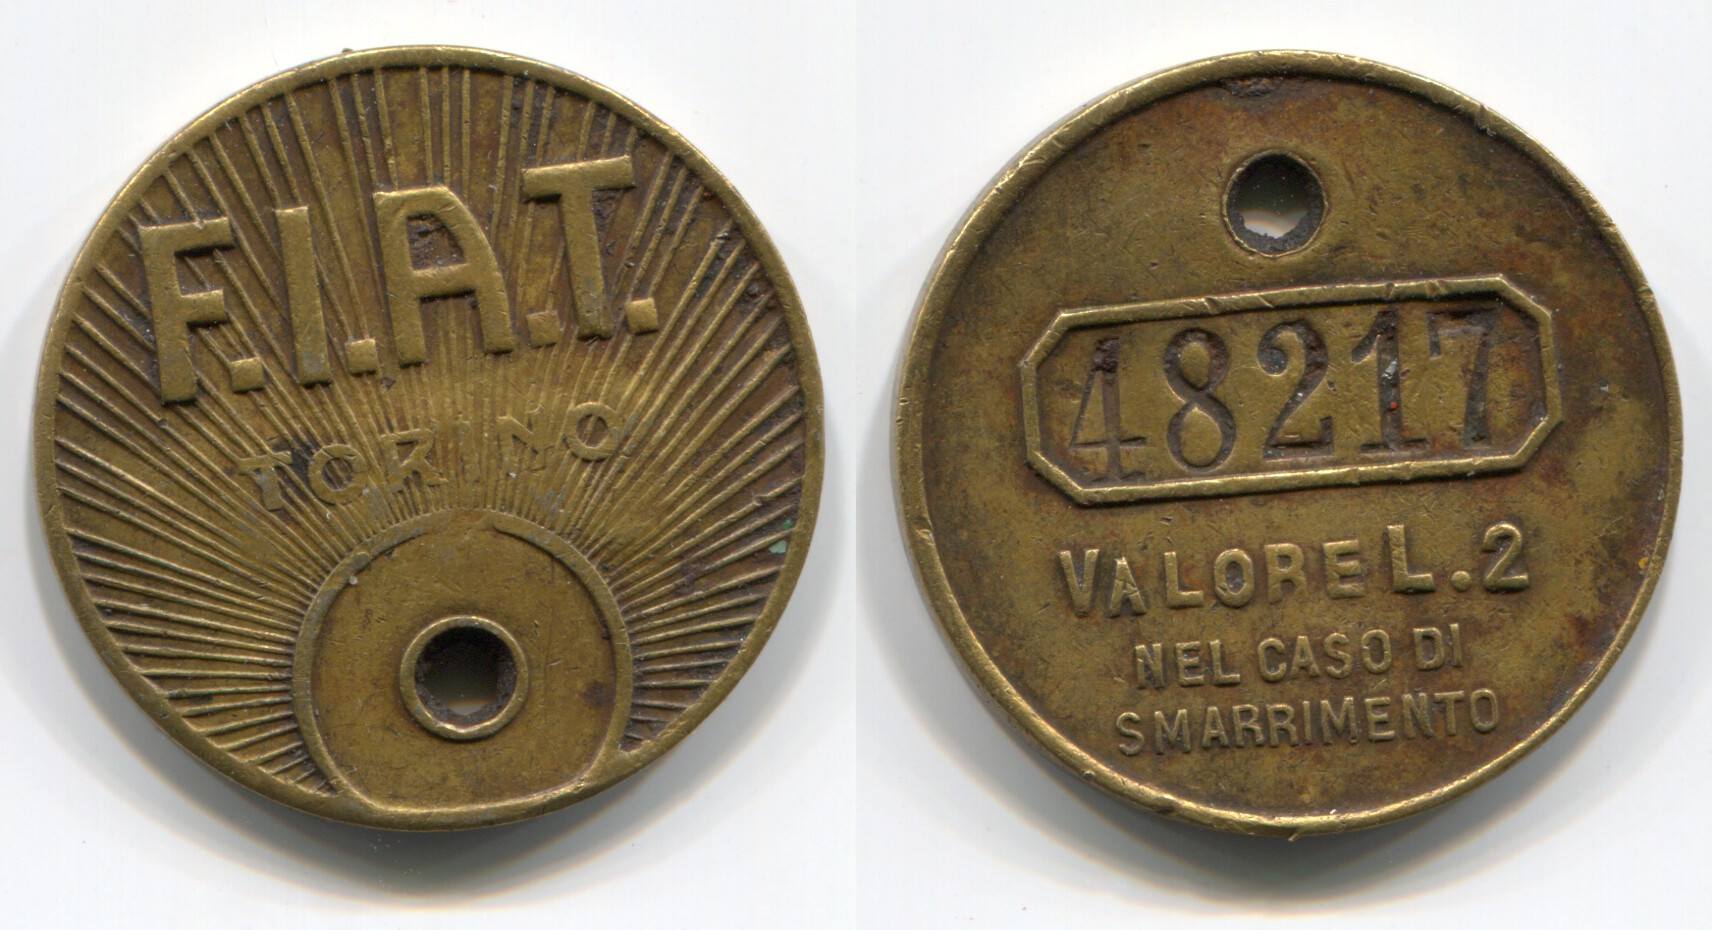 F.I.A.T.
TORINO
48217
VALORE L.2
NEL CASO DI
SMARRIMENTO